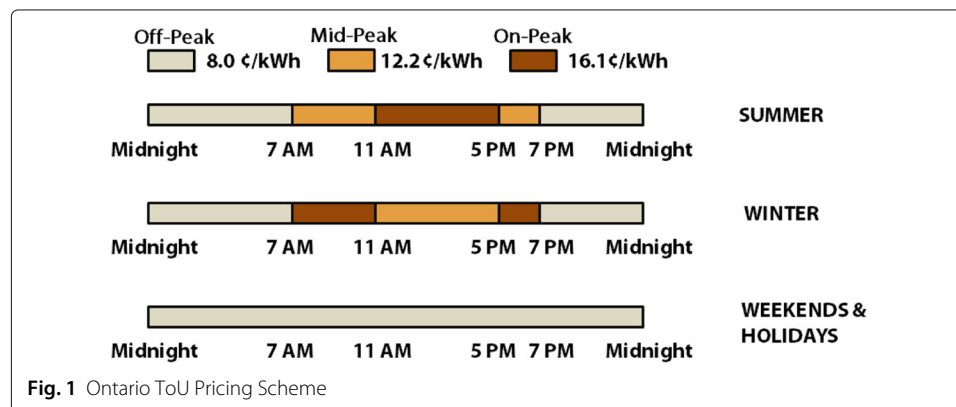 Off-Peak Mid-Peak On-Peak
8.0 ¢/kWh 12.2¢/kWh 16.1¢/kWh
SUMMER
Midnight 7 AM 11 AM 5 PM 7 PM Midnight
WINTER
Midnight 7 AM 11 AM 5 PM 7 PM Midnight
WEEKENDS &
HOLIDAYS
Midnight 7 AM 11 AM 5 PM 7 PM Midnight
Fig. 1 Ontario ToU Pricing Scheme